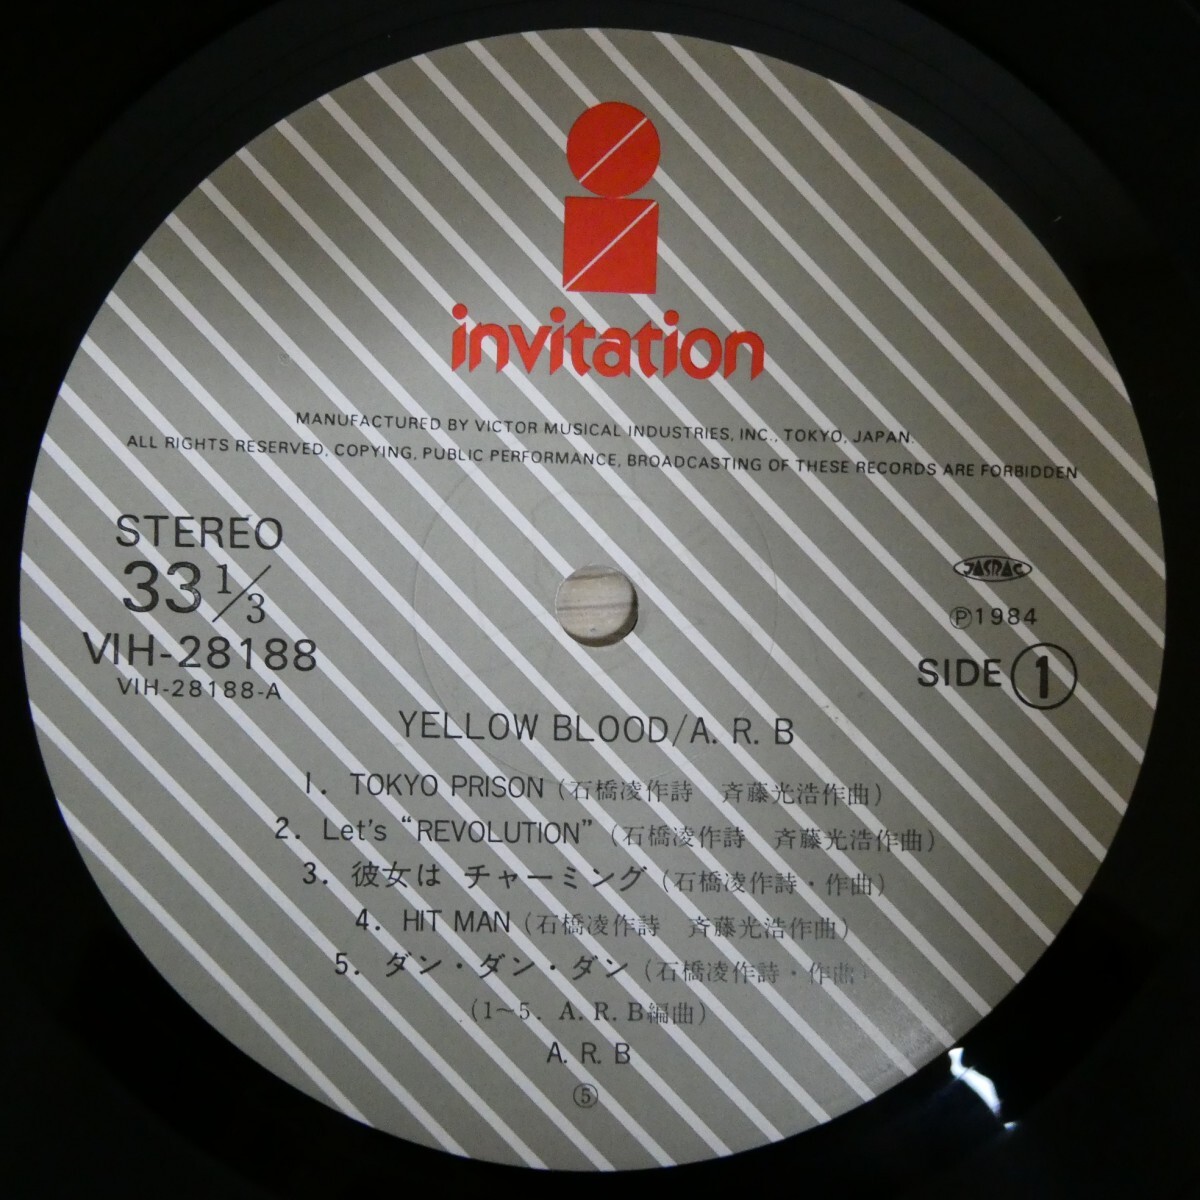 invitation
MANUFACTURED BY VICTOR MUSICAL INDUSTRIES, INC., TOKYO, JAPAN.
ALL RIGHTS RESERVED, COPYING, PUBLIC PERFORMANCE, BROADCASTING OF THESE RECORDS ARE FORBIDDEN
STEREO
33 1/3
VIH-28188
VIH-28188-A
JASRAC
Ⓟ1984
SIDE ①
YELLOW BLOOD/A. R. B
1. TOKYO PRISON (石橋凌作詩 斉藤光浩作曲)
2. Let's “REVOLUTION” (石橋凌作詩 斉藤光浩作曲)
3. 彼女は チャーミング (石橋凌作詩・作曲)
4. HIT MAN (石橋凌作詩 斉藤光浩作曲)
5. ダン・ダン・ダン (石橋凌作詩・作曲)
(1~5. A. R. B編曲)
A. R. B
⑤